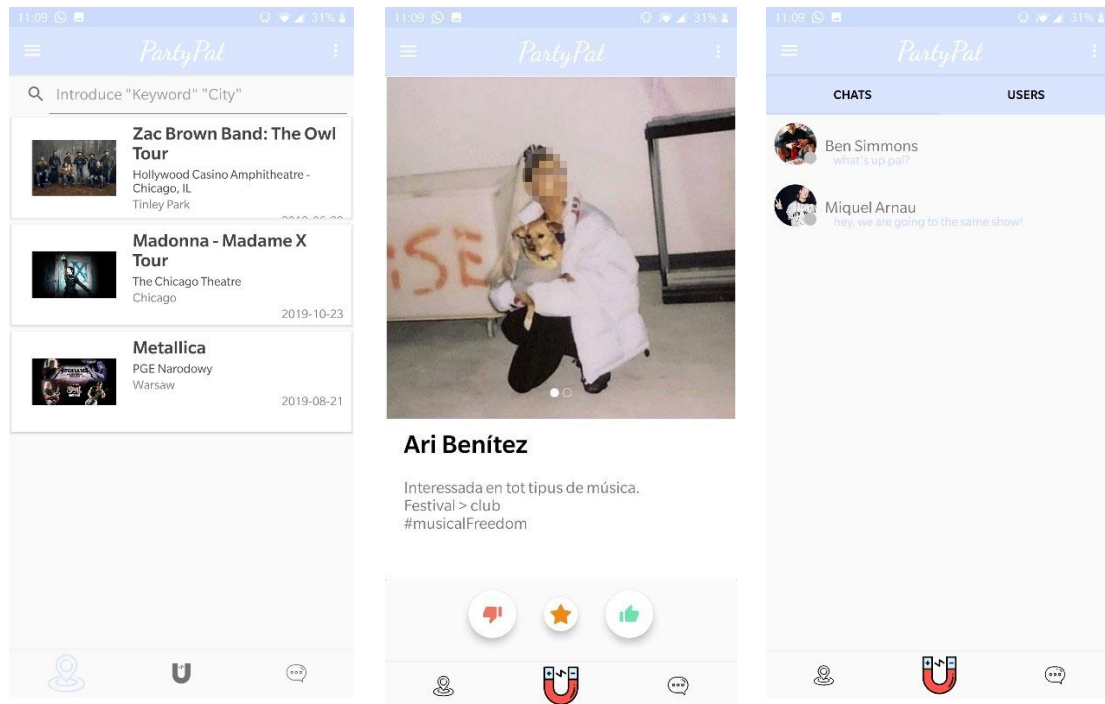 11:09 31%
PartyPal
Introduce "Keyword" "City"
Zac Brown Band: The Owl
Tour
Hollywood Casino Amphitheatre -
Chicago, IL
Tinley Park
Madonna - Madame X
Tour
The Chicago Theatre
Chicago
2019-10-23
Metallica
PGE Narodowy
Warsaw
2019-08-21
11:09 31%
PartyPal
Ari Benítez
Interessada en tot tipus de música.
Festival > club
#musicalFreedom
11:09 31%
PartyPal
CHATS USERS
Ben Simmons
what's up pal?
Miquel Arnau
hey, we are going to the same show!